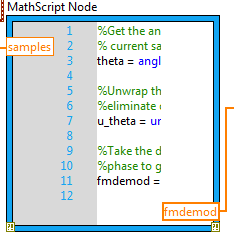 MathScript Node
samples
1 %Get the an
2 % current sa
3 theta = angl
4
5 %Unwrap th
6 %eliminate
7 u_theta =
8
9 %Take the d
10 %phase to g
11 fmdemod =
12
fmdemod